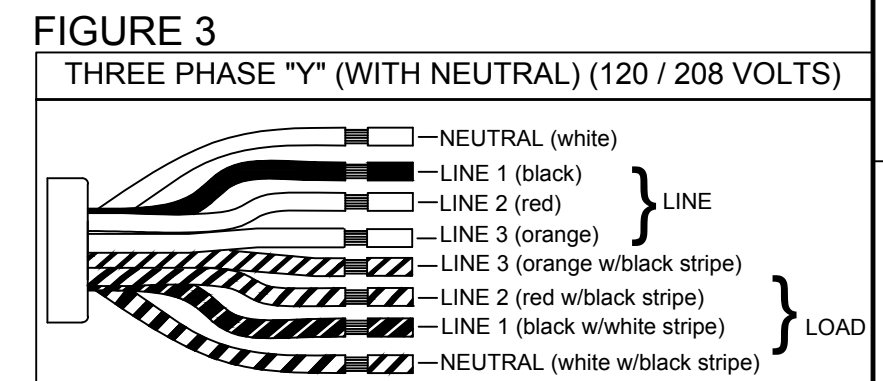 FIGURE 3
THREE PHASE "Y" (WITH NEUTRAL) (120 / 208 VOLTS)
NEUTRAL (white)
LINE 1 (black)
LINE 2 (red)
LINE
LINE 3 (orange)
LINE 3 (orange w/black stripe)
LINE 2 (red w/black stripe)
LINE 1 (black w/white stripe)
LOAD
NEUTRAL (white w/black stripe)